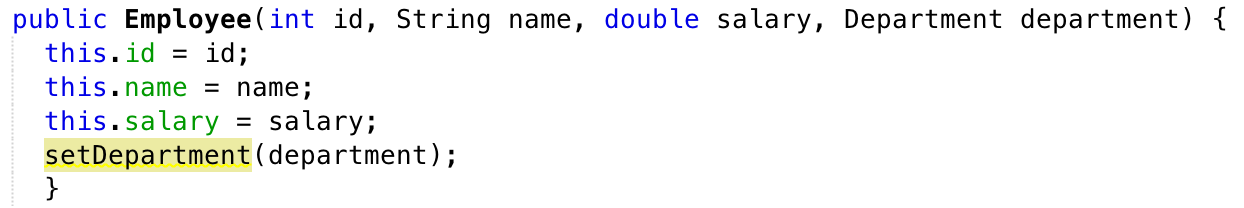 public Employee(int id, String name, double salary, Department department) {
  this.id = id;
  this.name = name;
  this.salary = salary;
  setDepartment(department);
  }